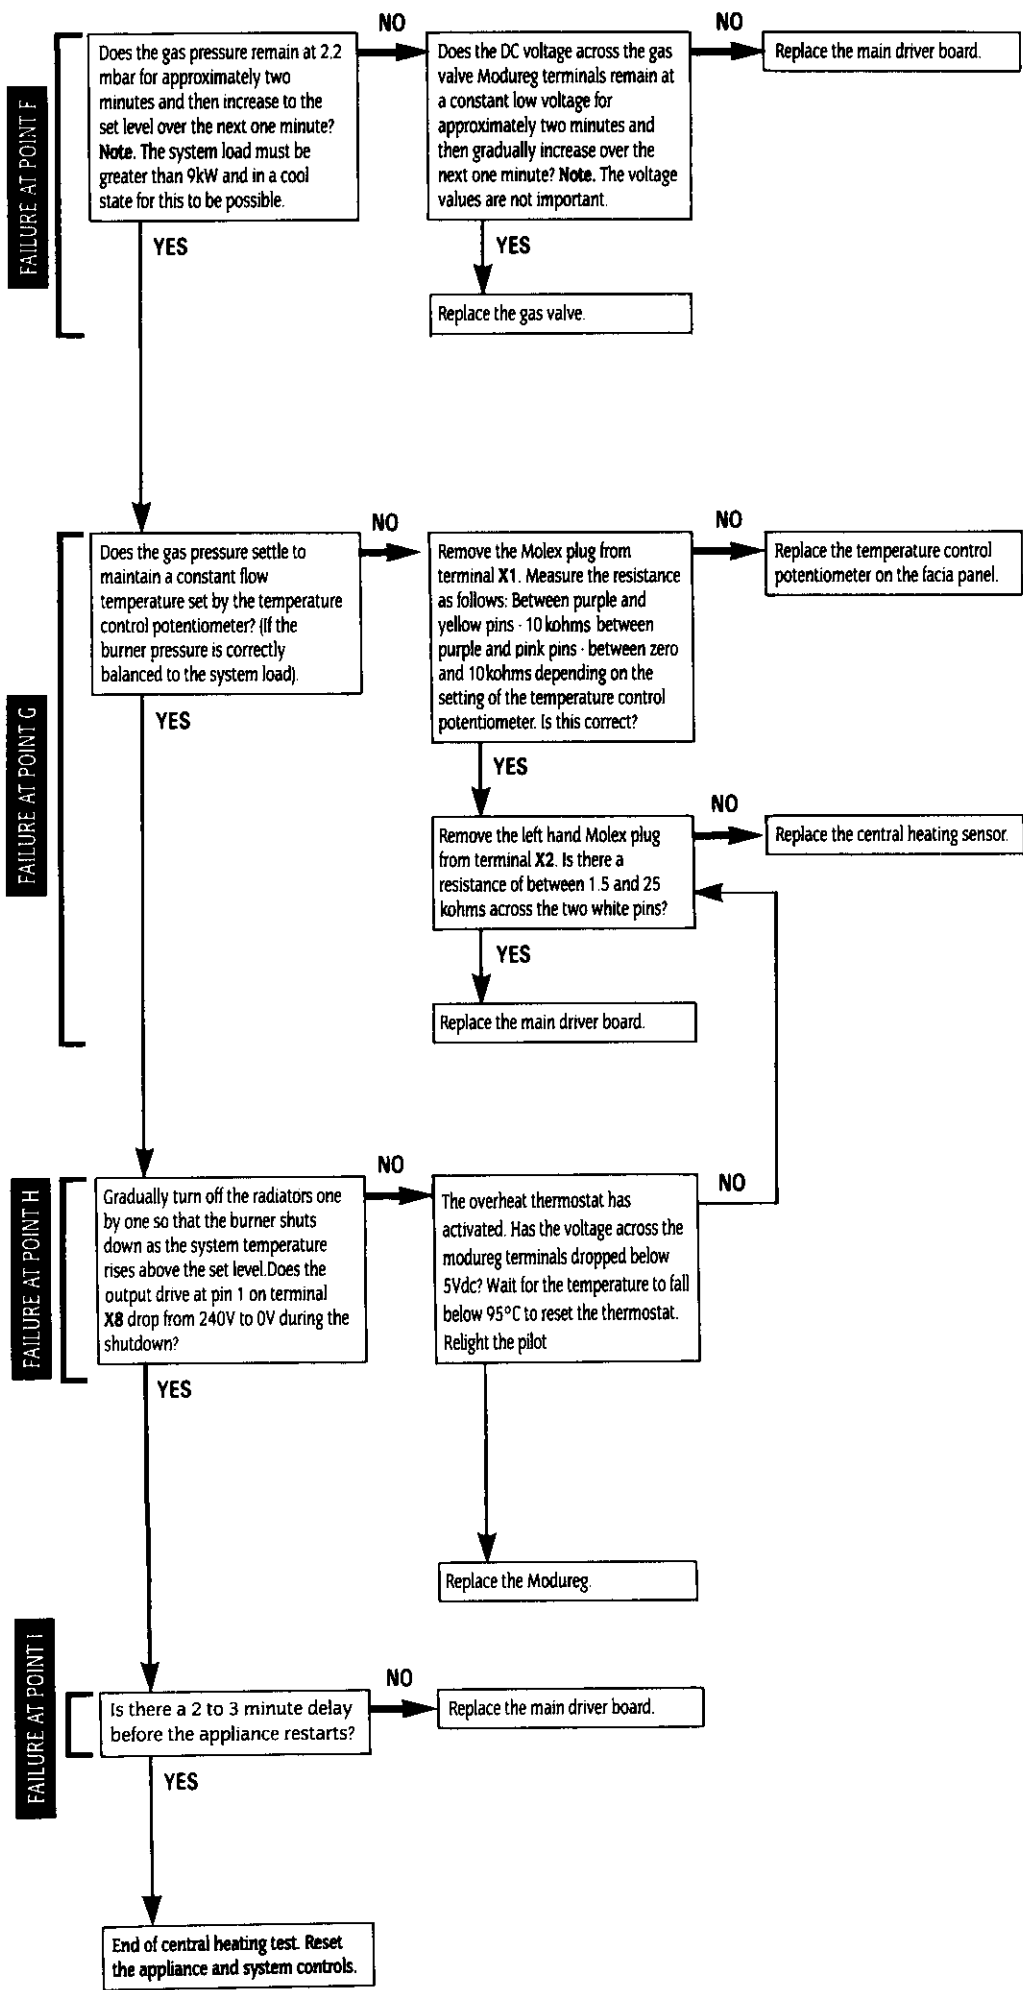 FAILURE AT POINT F
Does the gas pressure remain at 2.2
mbar for approximately two
minutes and then increase to the
set level over the next one minute?
Note. The system load must be
greater than 9kW and in a cool
state for this to be possible.
NO
Does the DC voltage across the gas
valve Modureg terminals remain at
a constant low voltage for
approximately two minutes and
then gradually increase over the
next one minute? Note. The voltage
values are not important.
NO
Replace the main driver board.
YES
YES
Replace the gas valve.
FAILURE AT POINT G
Does the gas pressure settle to
maintain a constant flow
temperature set by the temperature
control potentiometer? (If the
burner pressure is correctly
balanced to the system load).
NO
Remove the Molex plug from
terminal X1. Measure the resistance
as follows: Between purple and
yellow pins - 10 kohms between
purple and pink pins - between zero
and 10kohms depending on the
setting of the temperature control
potentiometer. Is this correct?
NO
Replace the temperature control
potentiometer on the facia panel.
YES
YES
Remove the left hand Molex plug
from terminal X2. Is there a
resistance of between 1.5 and 25
kohms across the two white pins?
NO
Replace the central heating sensor.
YES
Replace the main driver board.
FAILURE AT POINT H
Gradually turn off the radiators one
by one so that the burner shuts
down as the system temperature
rises above the set level.Does the
output drive at pin 1 on terminal
X8 drop from 240V to 0V during the
shutdown?
NO
The overheat thermostat has
activated. Has the voltage across the
modureg terminals dropped below
5Vdc? Wait for the temperature to fall
below 95°C to reset the thermostat.
Relight the pilot
NO
YES
Replace the Modureg.
FAILURE AT POINT I
Is there a 2 to 3 minute delay
before the appliance restarts?
NO
Replace the main driver board.
YES
End of central heating test. Reset
the appliance and system controls.